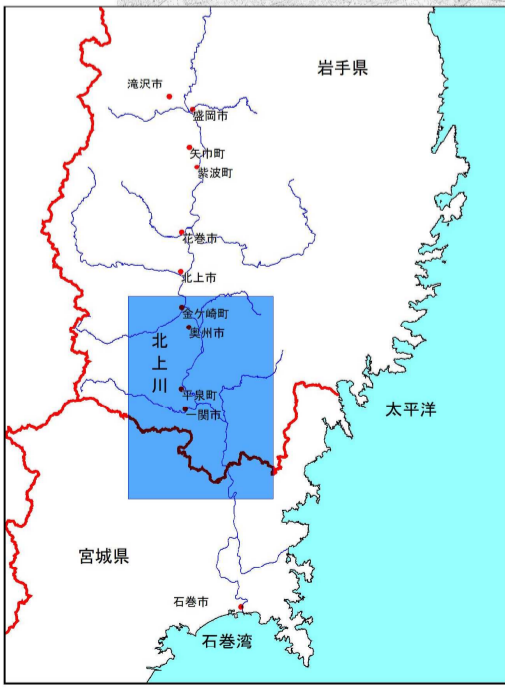 岩手県
滝沢市
盛岡市
矢巾町
紫波町
花巻市
北上市
金ケ崎町
奥州市
北上川
平泉町
一関市
太平洋
宮城県
石巻市
石巻湾